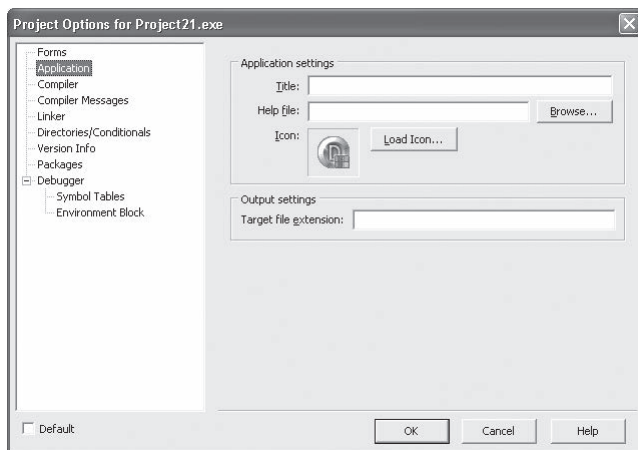 Project Options for Project21.exe
Forms
Application
Compiler
Compiler Messages
Linker
Directories/Conditionals
Version Info
Packages
Debugger
Symbol Tables
Environment Block
Application settings
Title:
Help file:
Browse...
Icon:
Load Icon...
Output settings
Target file extension:
Default
OK
Cancel
Help